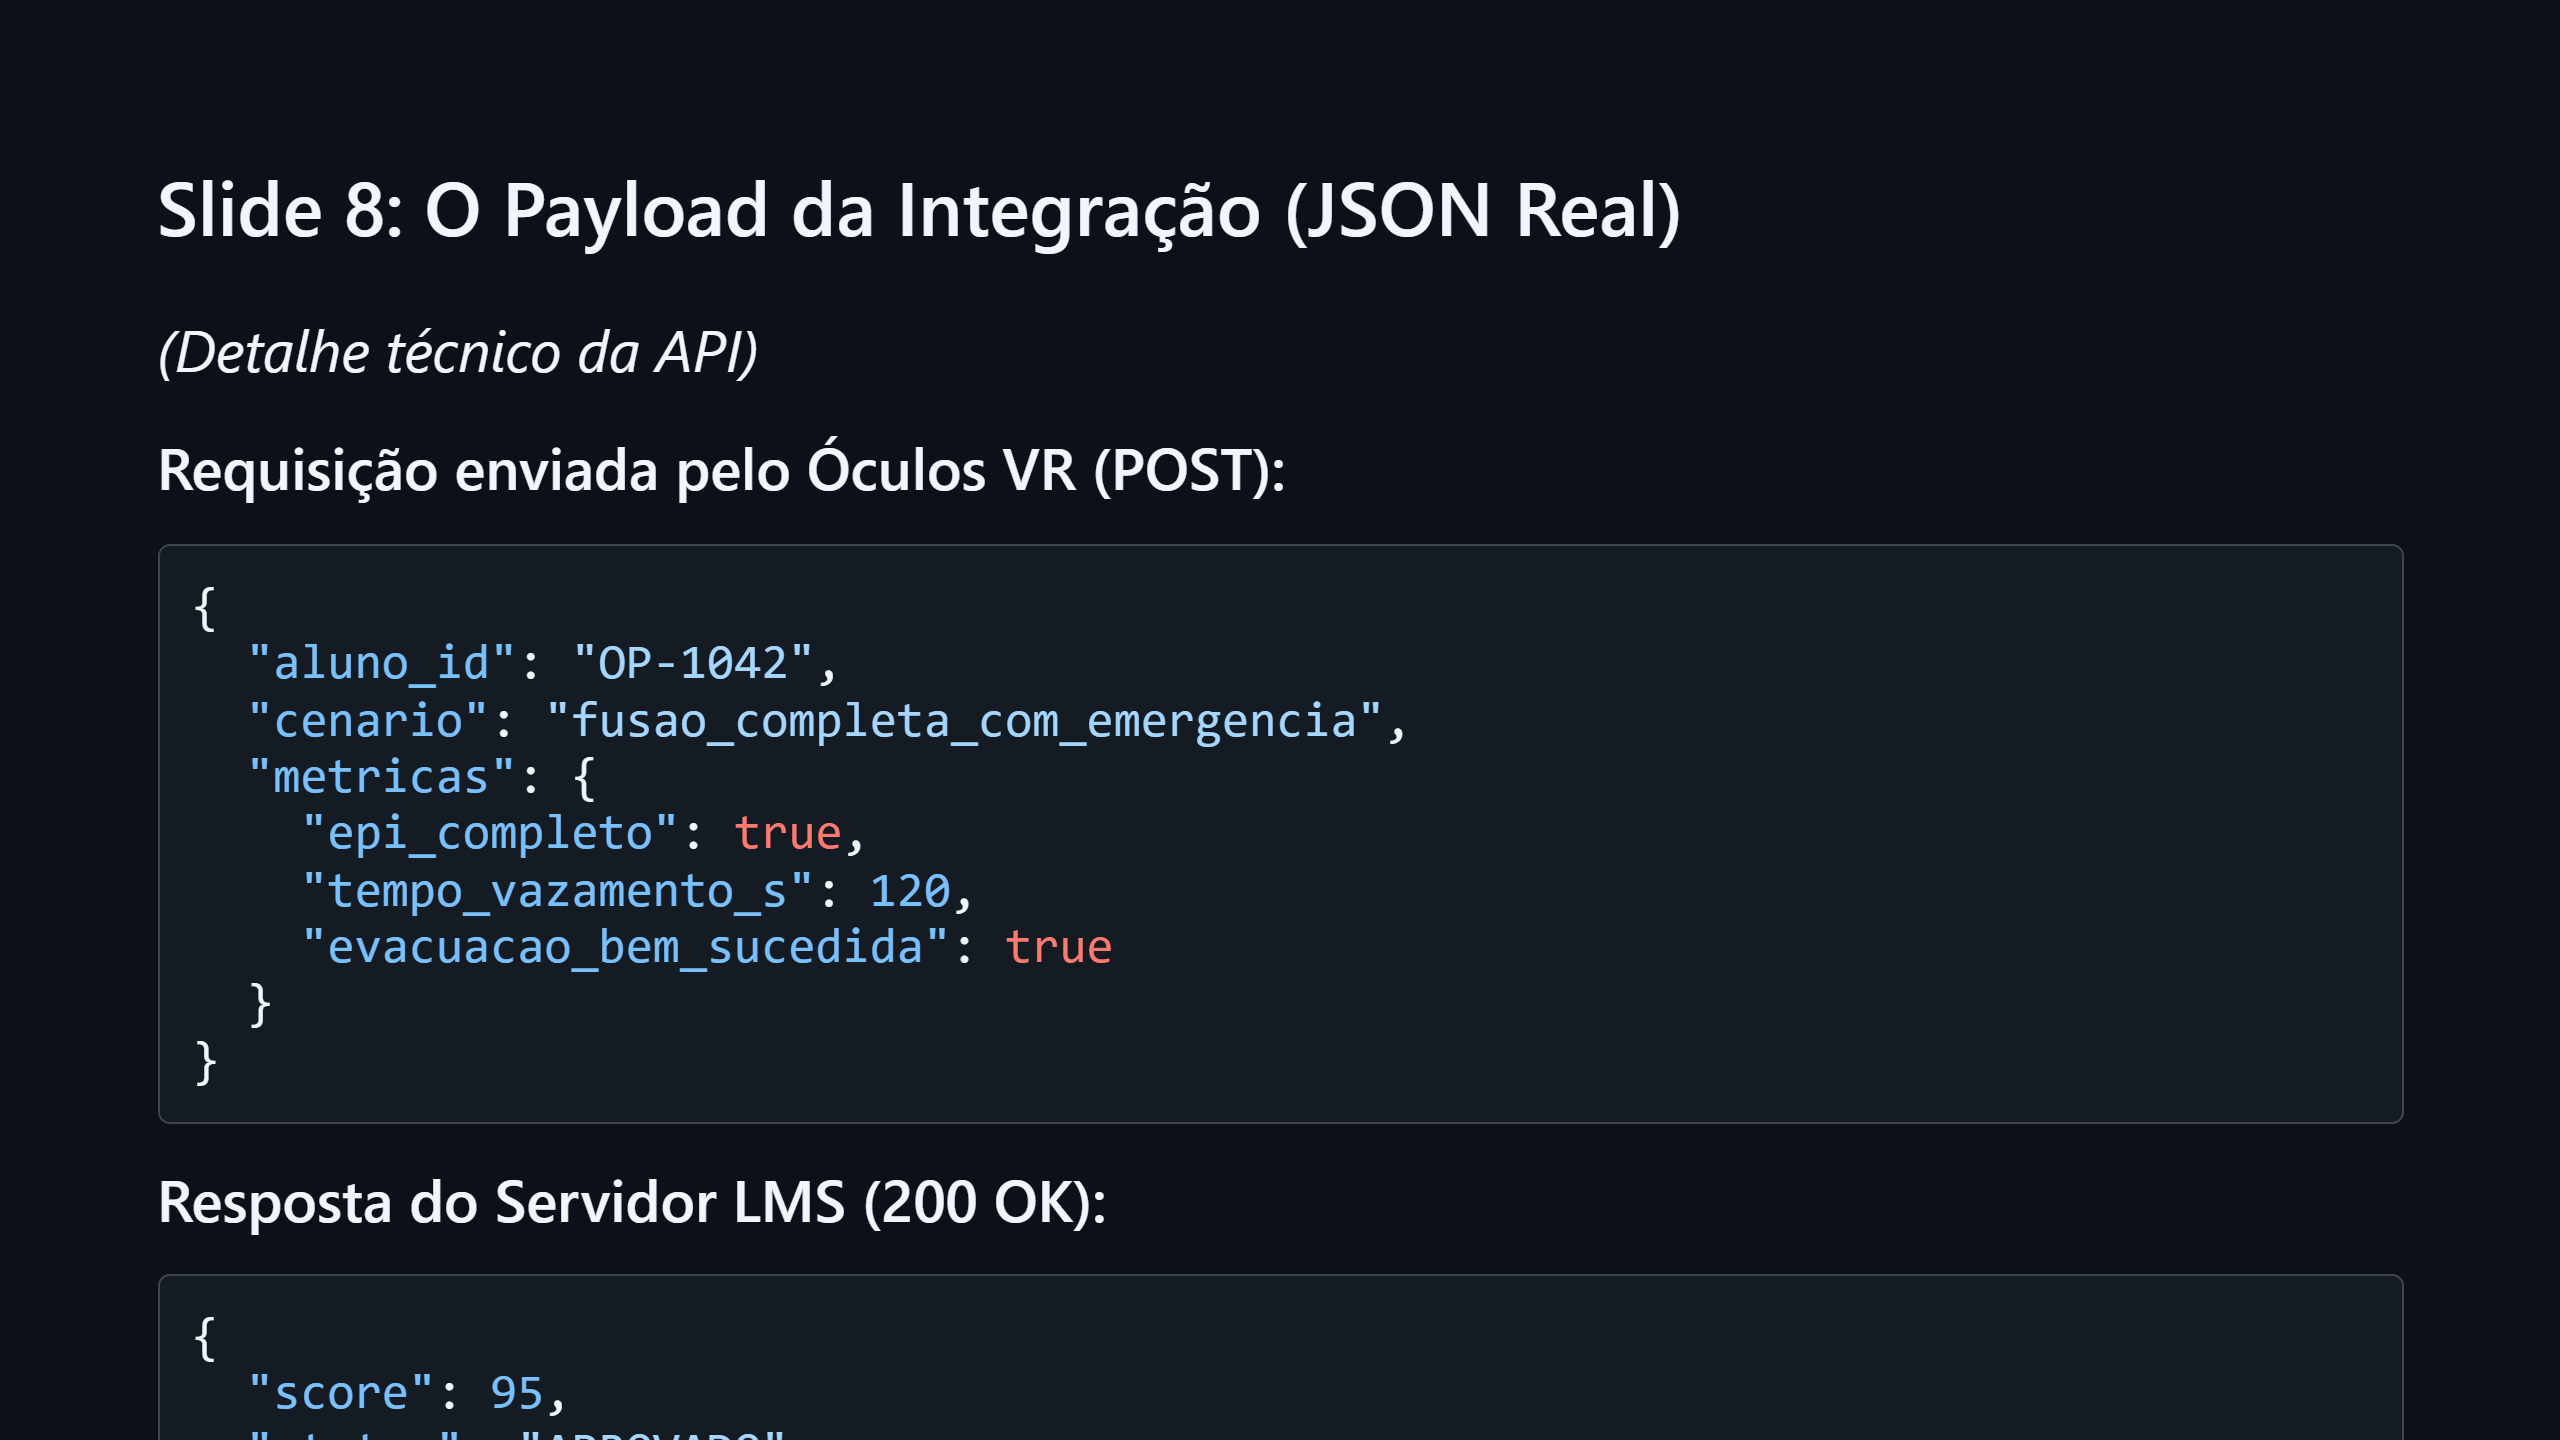 Slide 8: O Payload da Integração (JSON Real)
(Detalhe técnico da API)
Requisição enviada pelo Óculos VR (POST):
{
  "aluno_id": "OP-1042",
  "cenario": "fusao_completa_com_emergencia",
  "metricas": {
    "epi_completo": true,
    "tempo_vazamento_s": 120,
    "evacuacao_bem_sucedida": true
  }
}
Resposta do Servidor LMS (200 OK):
{
  "score": 95,
"APROVADO"